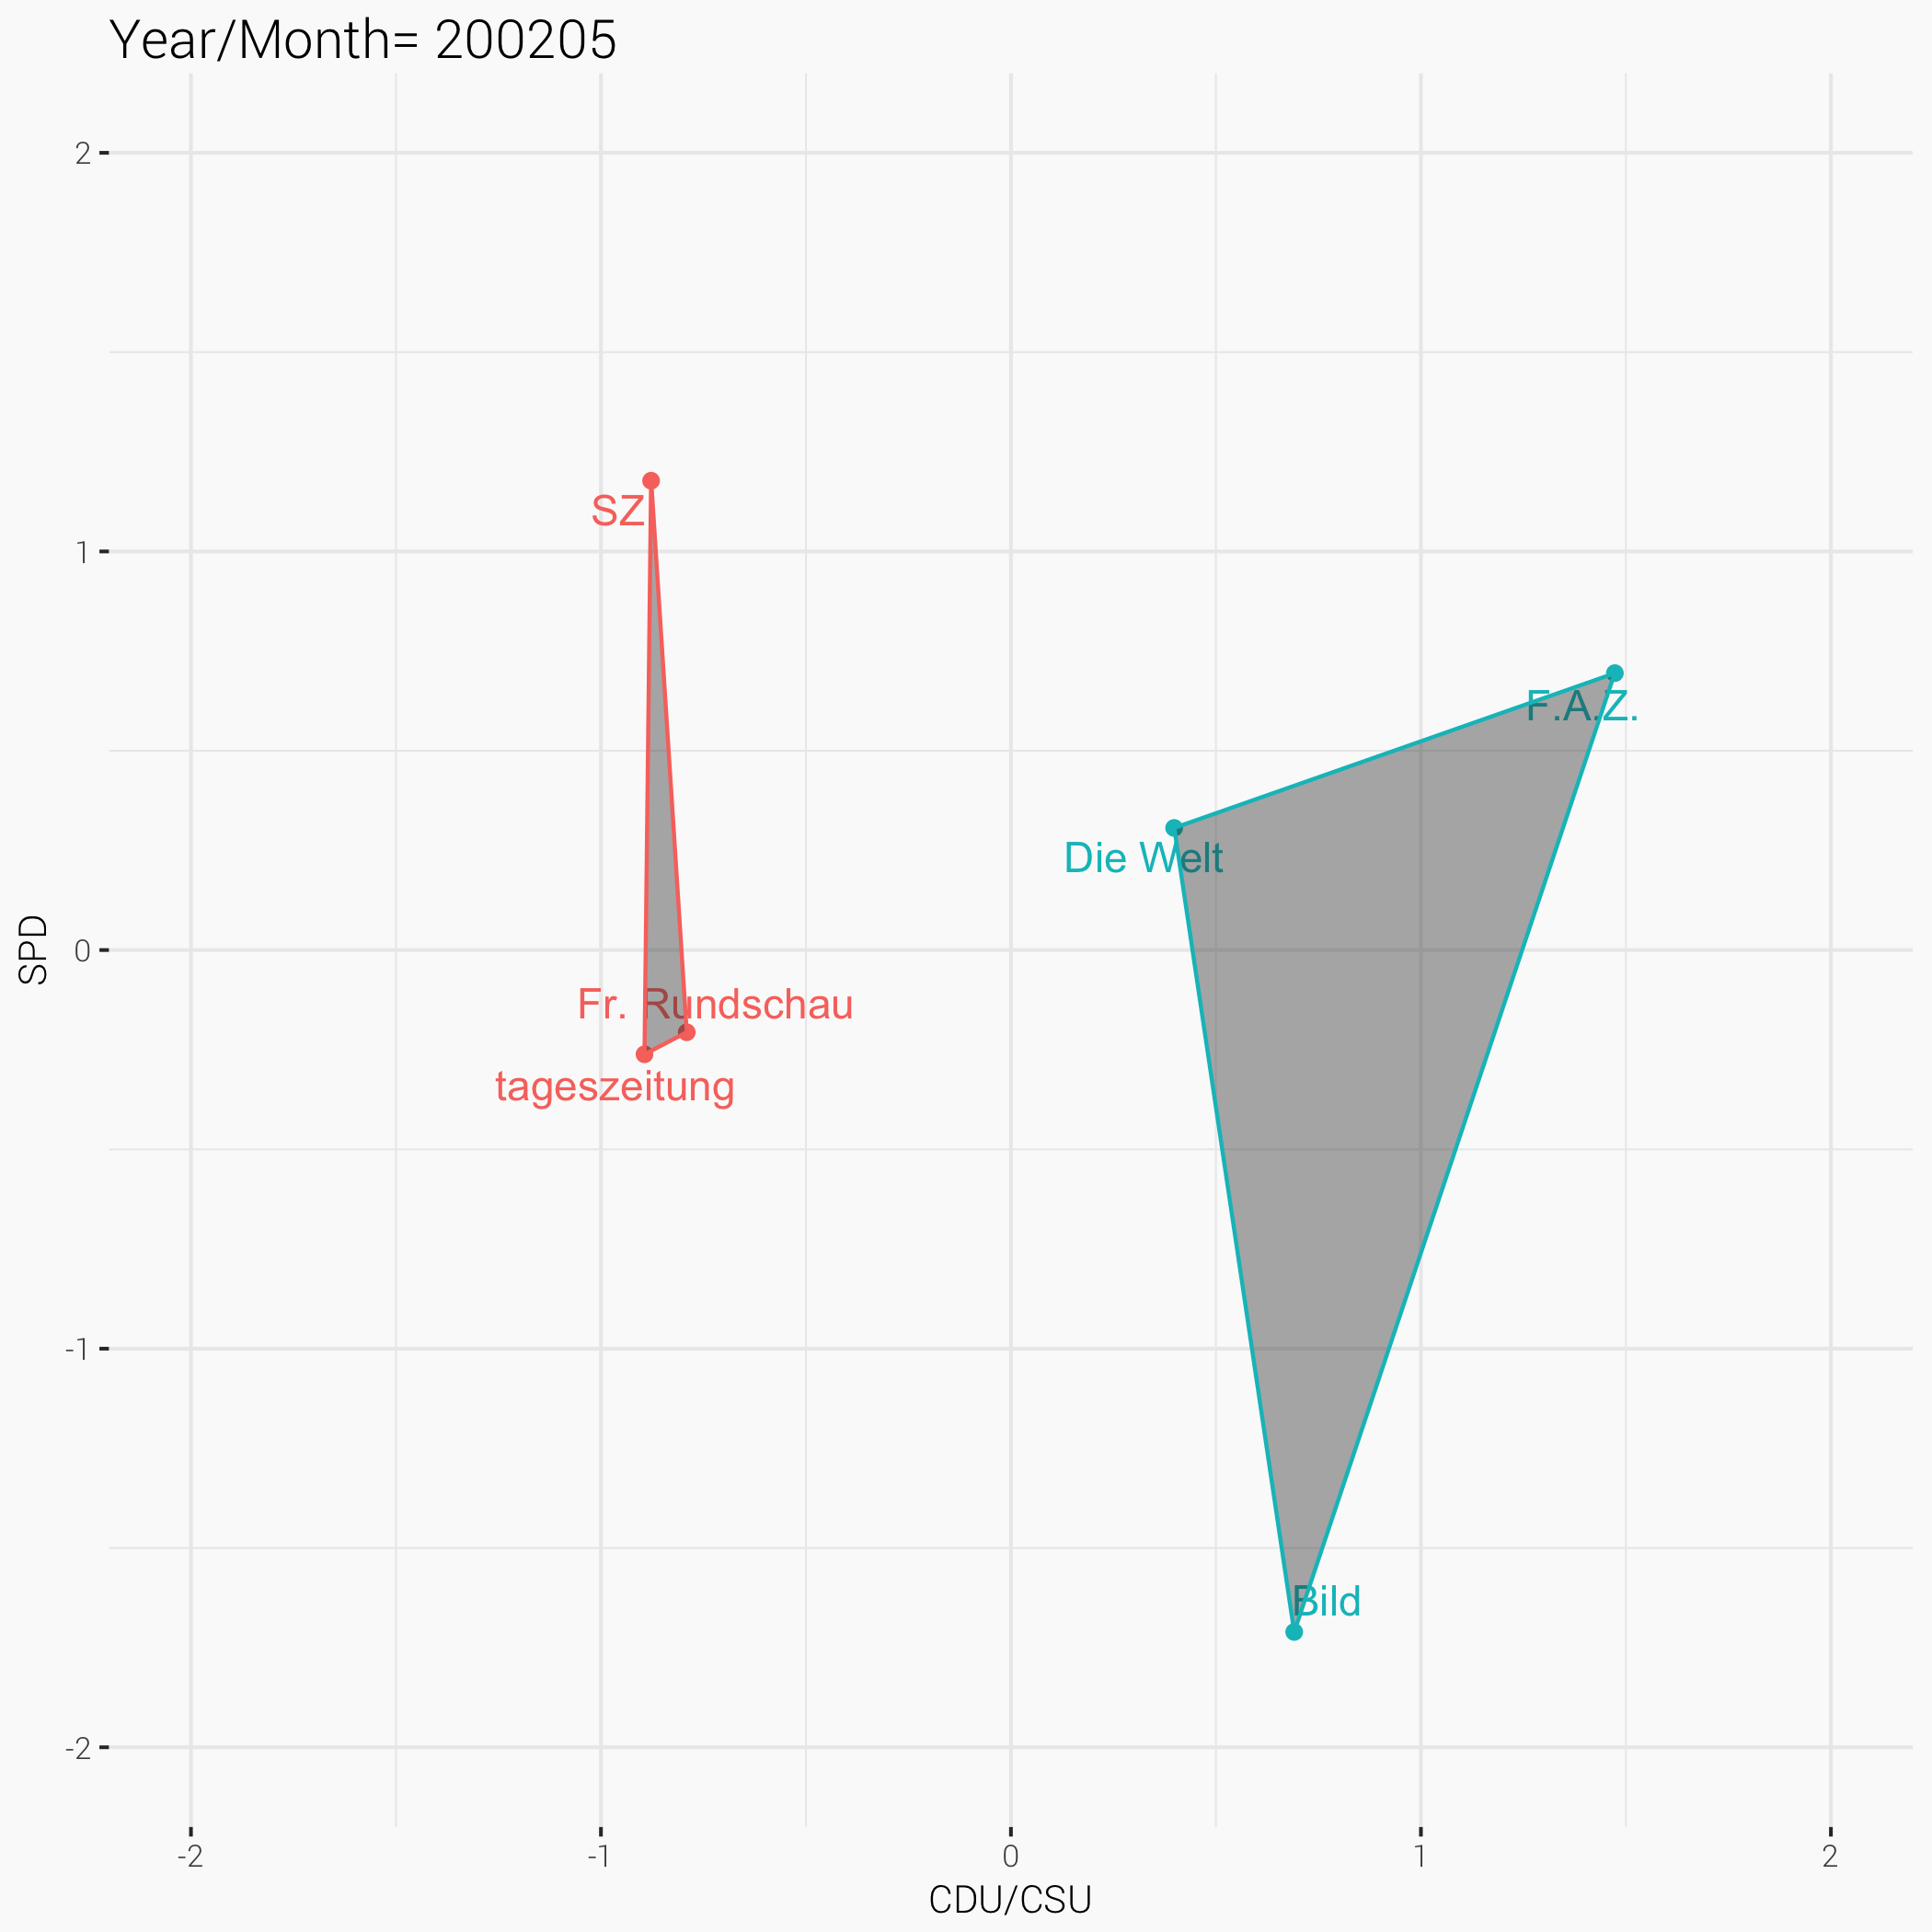 Year/Month= 200205
2
1
0
-1
-2
SPD
SZ
F.A.Z.
Die Welt
Fr. Rundschau
tageszeitung
Bild
-2
-1
0
1
2
CDU/CSU